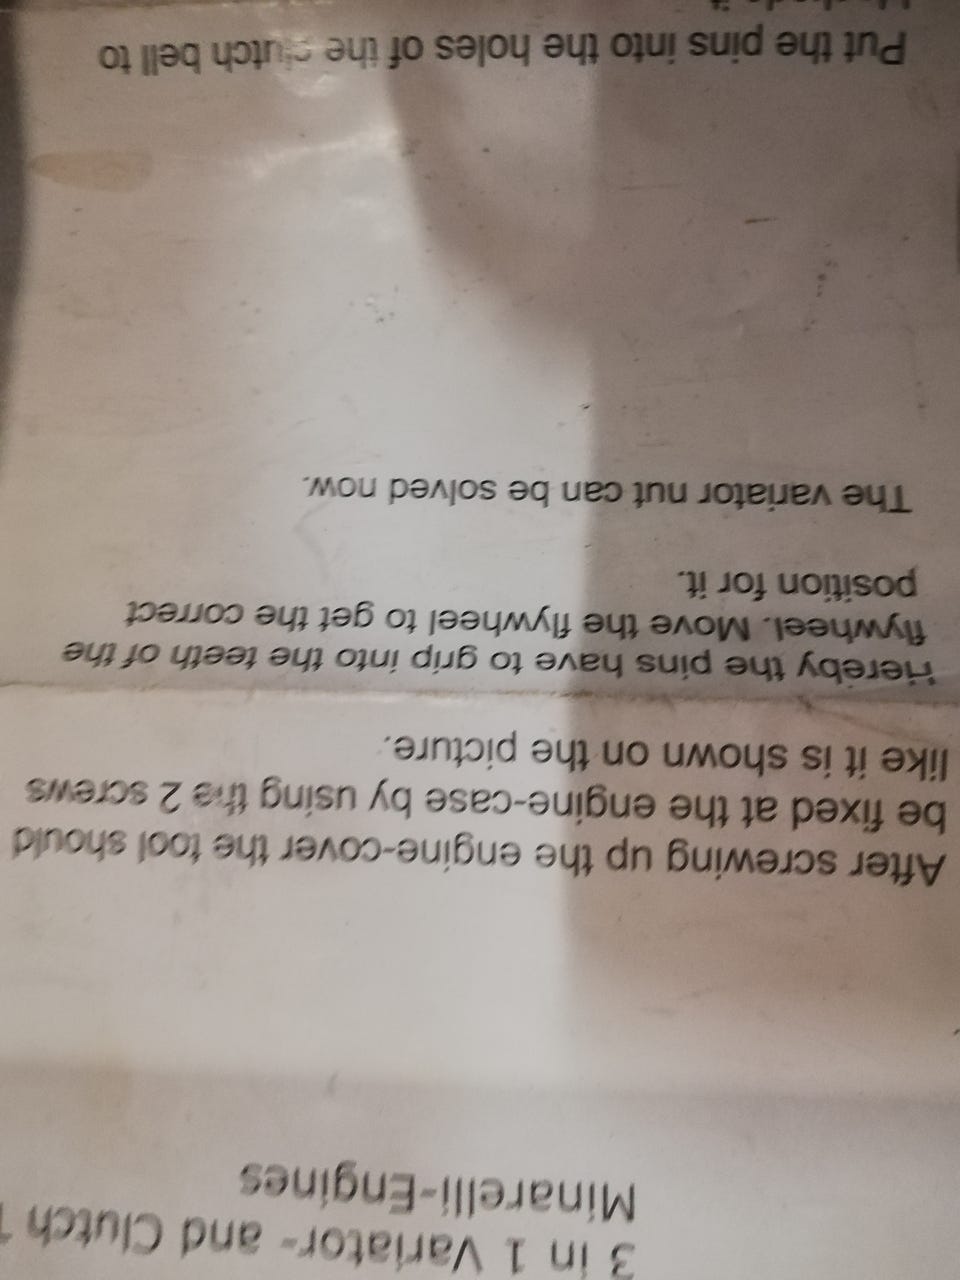 3 in 1 Variator- and Clutch
Minarelli-Engines
After screwing up the engine-cover the tool should
be fixed at the engine-case by using the 2 screws
like it is shown on the picture.
Hereby the pins have to grip into the teeth of the
flywheel. Move the flywheel to get the correct
position for it.
The variator nut can be solved now.
Put the pins into the holes of the clutch bell to